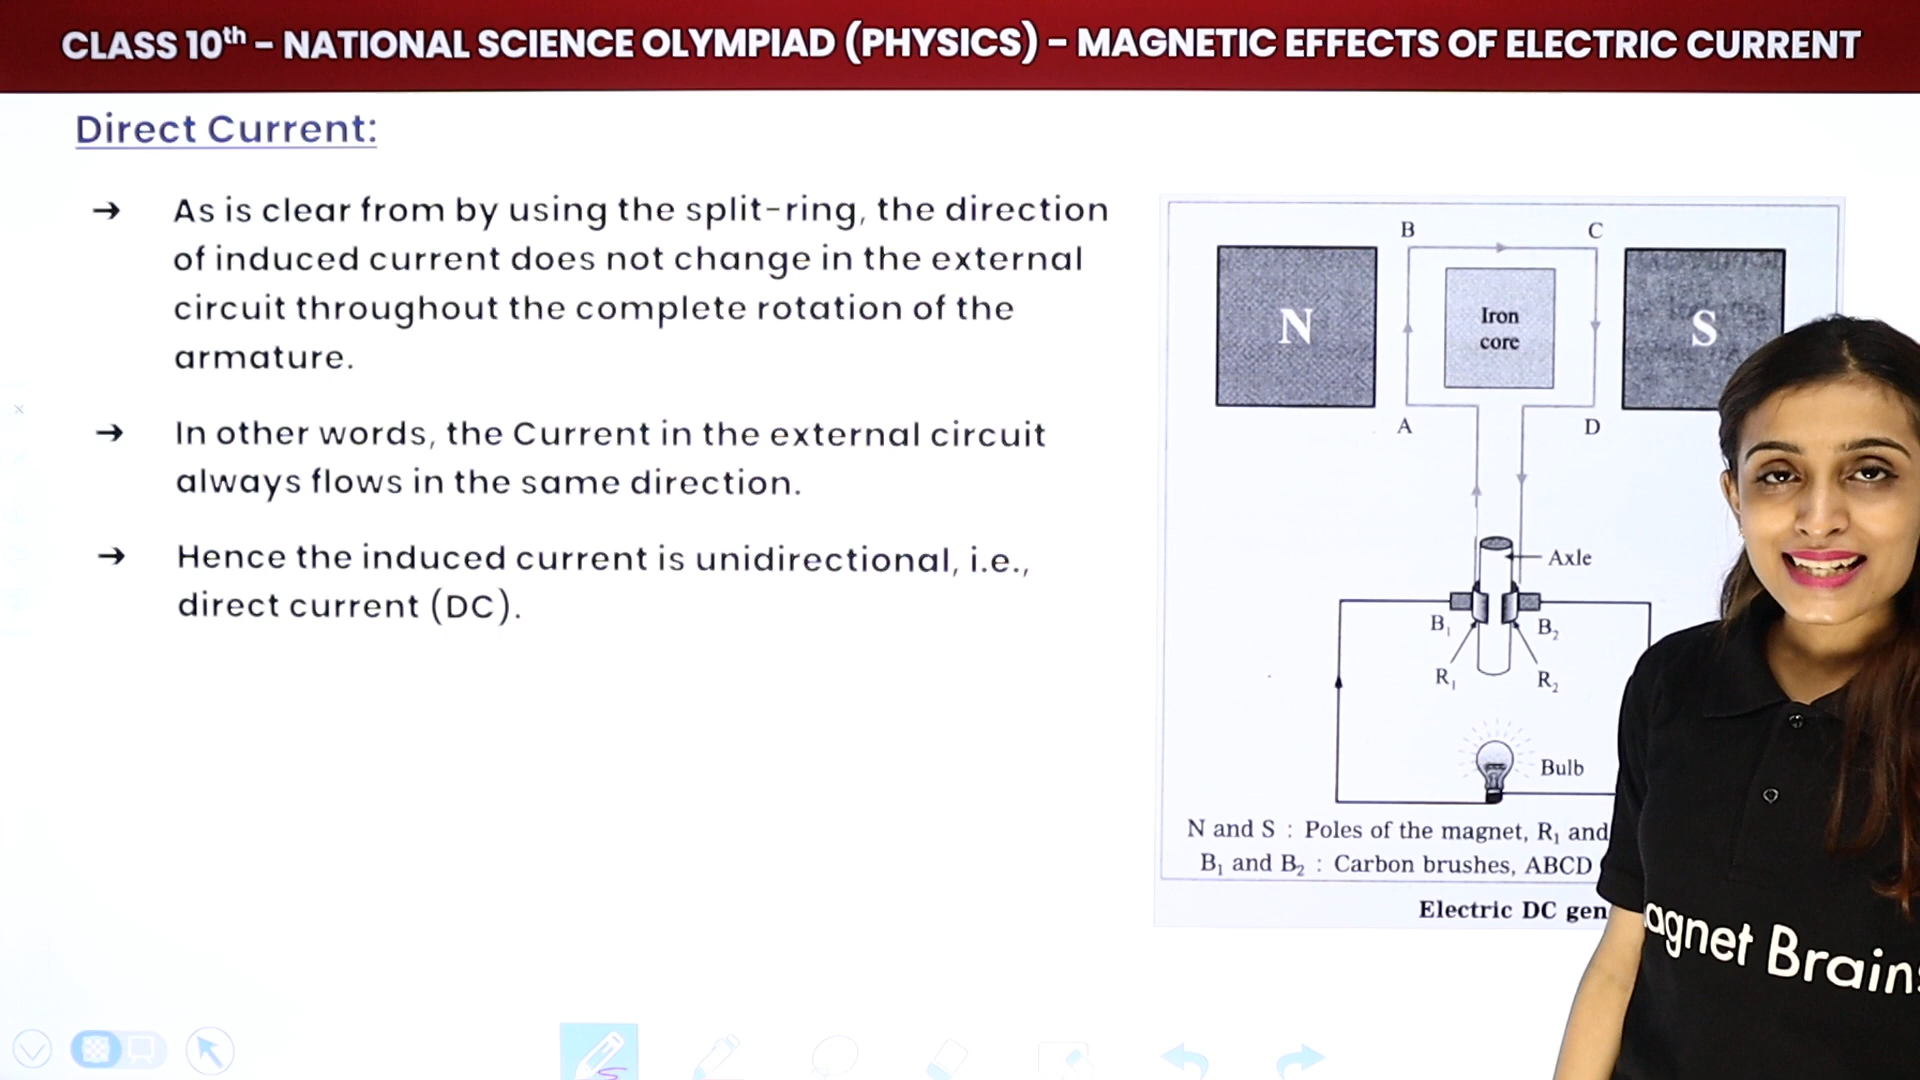 CLASS 10th – NATIONAL SCIENCE OLYMPIAD (PHYSICS) – MAGNETIC EFFECTS OF ELECTRIC CURRENT
Direct Current:
→ As is clear from by using the split-ring, the direction
of induced current does not change in the external
circuit throughout the complete rotation of the
armature.
→ In other words, the Current in the external circuit
always flows in the same direction.
→ Hence the induced current is unidirectional, i.e.,
direct current (DC).
B C
N
Iron
core
S
A D
Axle
B₁ B₂
R₁ R₂
Bulb
N and S : Poles of the magnet, R₁ and
B₁ and B₂ : Carbon brushes, ABCD
Electric DC gen
agnet Brains